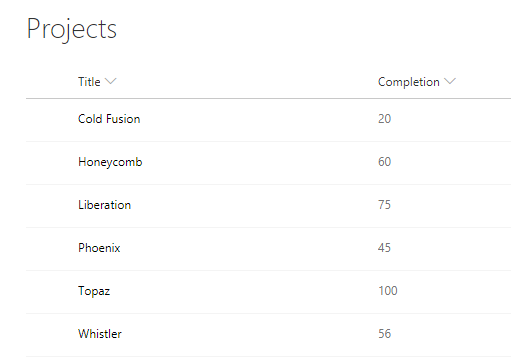 Projects
Title Completion
Cold Fusion 20
Honeycomb 60
Liberation 75
Phoenix 45
Topaz 100
Whistler 56